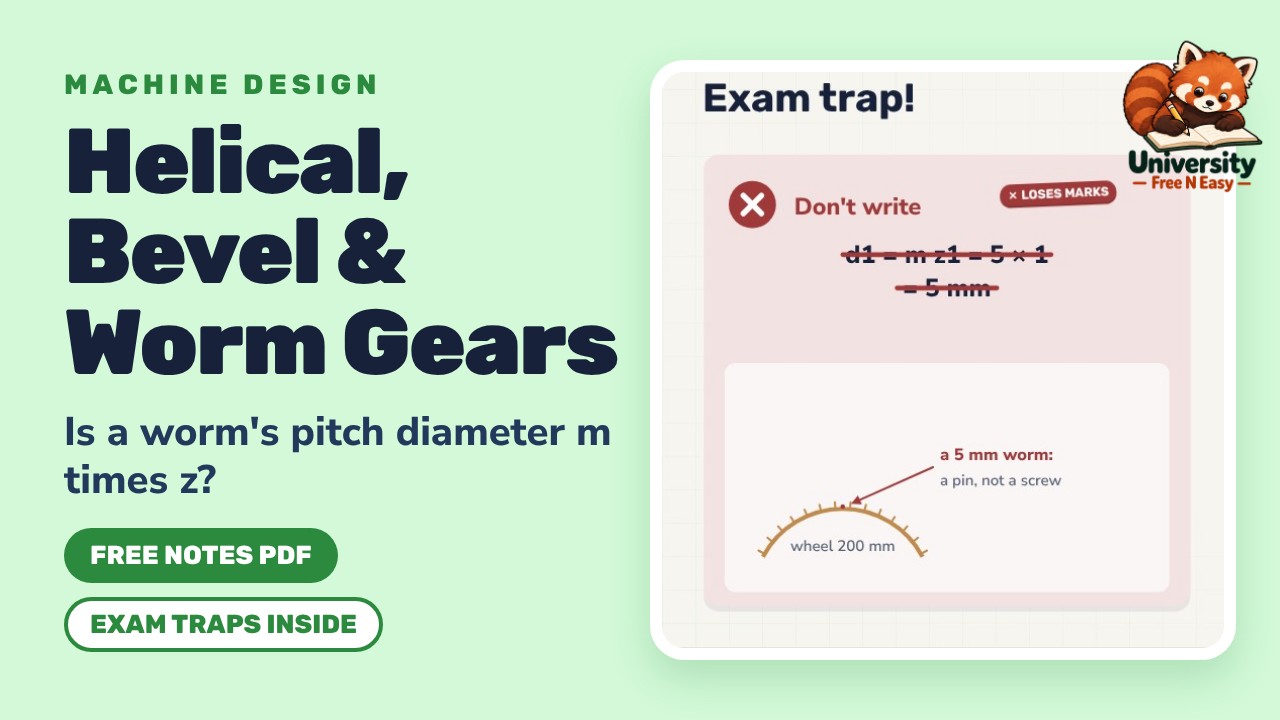 MACHINE DESIGN
Helical,
Bevel &
Worm Gears
Is a worm's pitch diameter m
times z?
FREE NOTES PDF
EXAM TRAPS INSIDE
Exam trap!
University
Free N Easy
Don't write
× LOSES MARKS
d1 = m z1 = 5 × 1
= 5 mm
a 5 mm worm:
a pin, not a screw
wheel 200 mm